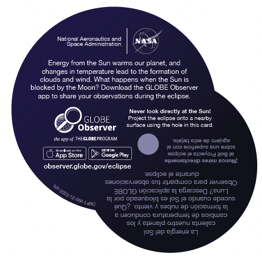 National Aeronautics and
Space Administration
NASA
Energy from the Sun warms our planet, and
changes in temperature lead to the formation of
clouds and wind. What happens when the Sun is
blocked by the Moon? Download the GLOBE Observer
app to share your observations during the eclipse.
GLOBE
Observer
the app of THE GLOBE PROGRAM
Never look directly at the Sun!
Project the eclipse onto a nearby
surface using the hole in this card.
Download on the
App Store
GET IT ON
Google Play
observer.globe.gov/eclipse
La energía del Sol
calienta nuestro planeta y los
cambios de temperatura conducen a
la formación de nubes y viento. ¿Qué
sucede cuando el Sol es bloqueado por la
Luna? Descarga la aplicación GLOBE
Observer para compartir tus observaciones
durante el eclipse.
¡Nunca mires directamente
al Sol! Proyecta el eclipse
sobre una superficie con el
agujero de esta tarjeta.